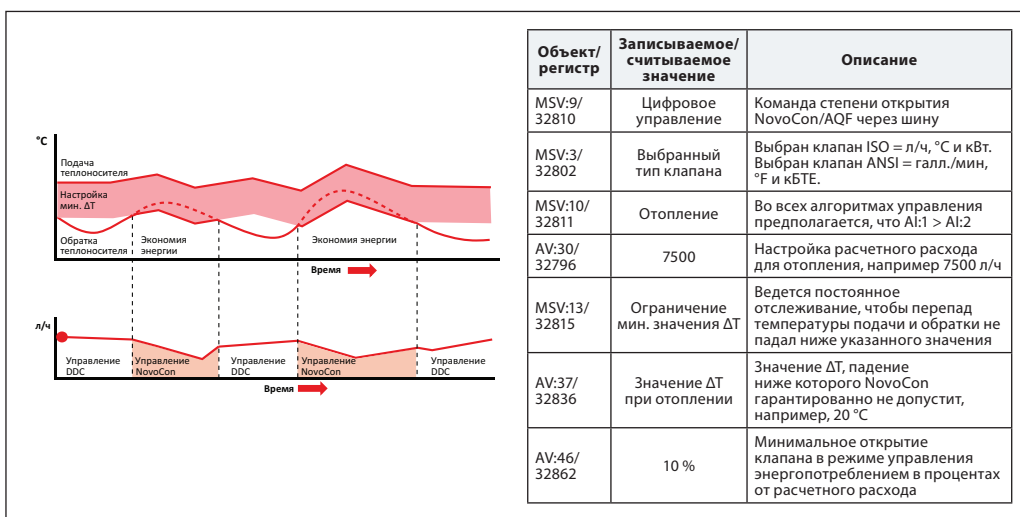 °C
Подача
теплоносителя
Настройка
мин. ΔT
Обратка
теплоносителя
Экономия
энергии
Экономия энергии
Время
л/ч
Управление
DDC
Управление
NovoCon
Управление
DDC
Управление
NovoCon
Управление
DDC
Время
Объект/
регистр
Записываемое/
считываемое
значение
Описание
MSV:9/
32810
Цифровое
управление
Команда степени открытия
NovoCon/AQF через шину
MSV:3/
32802
Выбранный
тип клапана
Выбран клапан ISO = л/ч, °C и кВт.
Выбран клапан ANSI = галл./мин,
°F и кБТЕ.
MSV:10/
32811
Отопление
Во всех алгоритмах управления
предполагается, что AI:1 > AI:2
AV:30/
32796
7500
Настройка расчетного расхода
для отопления, например 7500 л/ч
MSV:13/
32815
Ограничение
мин. значения ΔT
Ведется постоянное
отслеживание, чтобы перепад
температуры подачи и обратки не
падал ниже указанного значения
AV:37/
32836
Значение ΔT
при отоплении
Значение ΔT, падение
ниже которого NovoCon
гарантированно не допустит,
например, 20 °C
AV:46/
32862
10 %
Минимальное открытие
клапана в режиме управления
энергопотреблением в процентах
от расчетного расхода